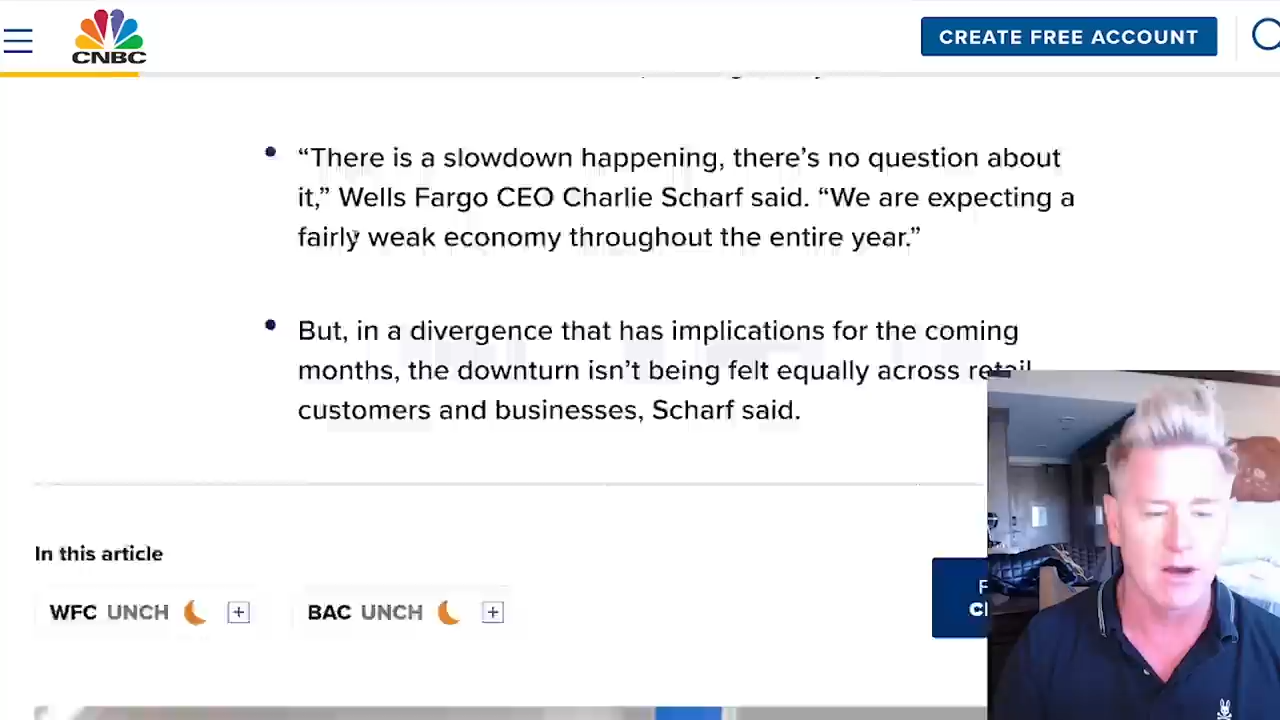 CNBC
CREATE FREE ACCOUNT
“There is a slowdown happening, there’s no question about
it,” Wells Fargo CEO Charlie Scharf said. “We are expecting a
fairly weak economy throughout the entire year.”
But, in a divergence that has implications for the coming
months, the downturn isn’t being felt equally across retail
customers and businesses, Scharf said.
In this article
WFC UNCH
BAC UNCH